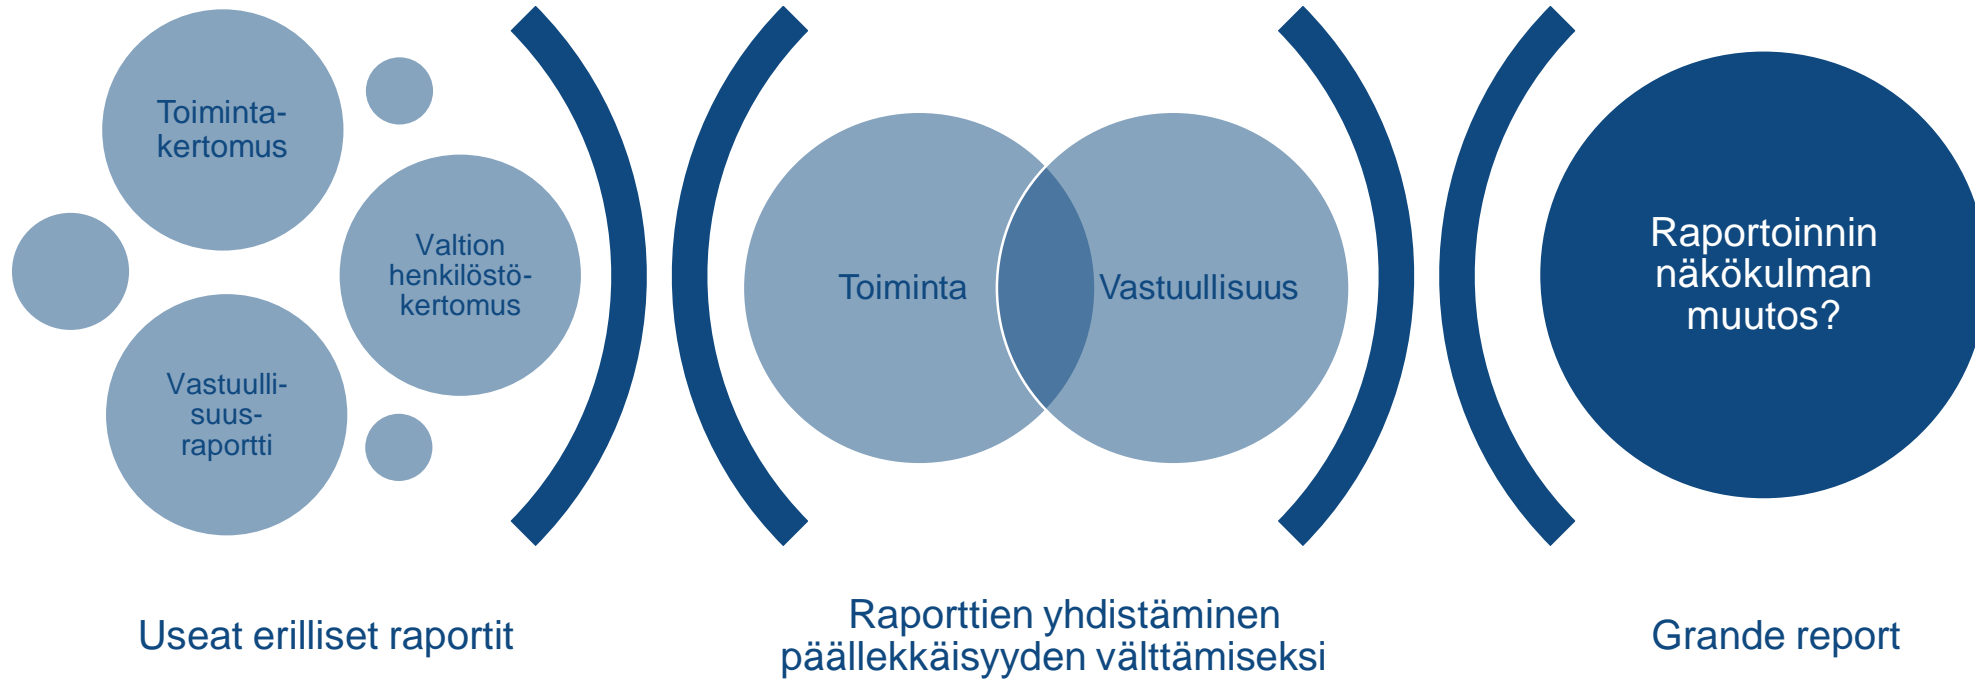 Toiminta-
kertomus
Valtion
henkilöstö-
kertomus
Vastuulli-
suus-
raportti
Useat erilliset raportit
Toiminta
Vastuullisuus
Raporttien yhdistäminen
päällekkäisyyden välttämiseksi
Raportoinnin
näkökulman
muutos?
Grande report